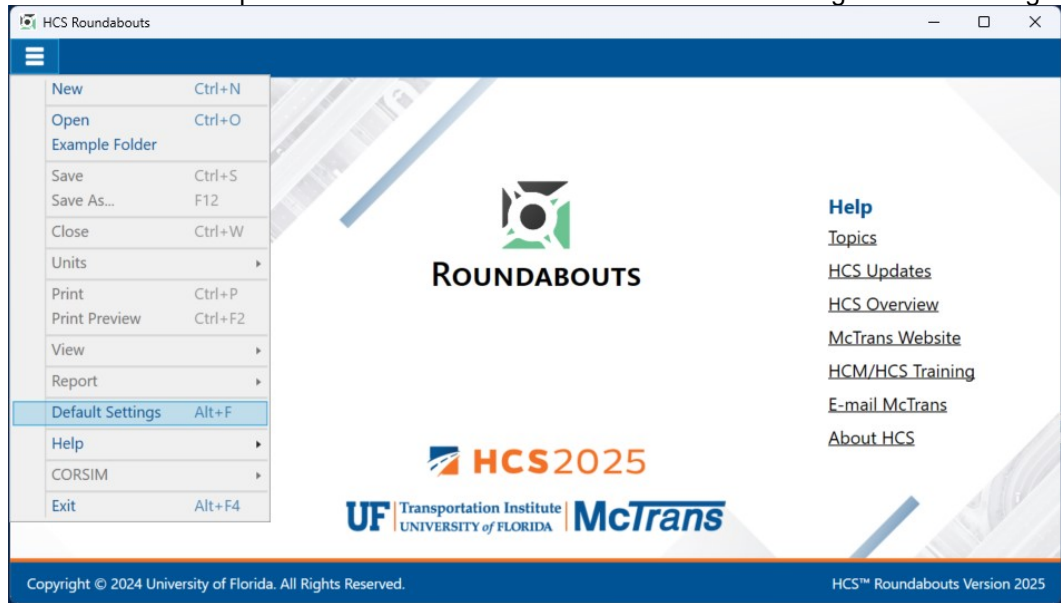 HCS Roundabouts
New Ctrl+N
Open Ctrl+O
Example Folder
Save Ctrl+S
Save As... F12
Close Ctrl+W
Units
Print Ctrl+P
Print Preview Ctrl+F2
View
Report
Default Settings Alt+F
Help
CORSIM
Exit Alt+F4
ROUNDABOUTS
HCS2025
UF Transportation Institute UNIVERSITY of FLORIDA McTrans
Help
Topics
HCS Updates
HCS Overview
McTrans Website
HCM/HCS Training
E-mail McTrans
About HCS
Copyright © 2024 University of Florida. All Rights Reserved.
HCS™ Roundabouts Version 2025